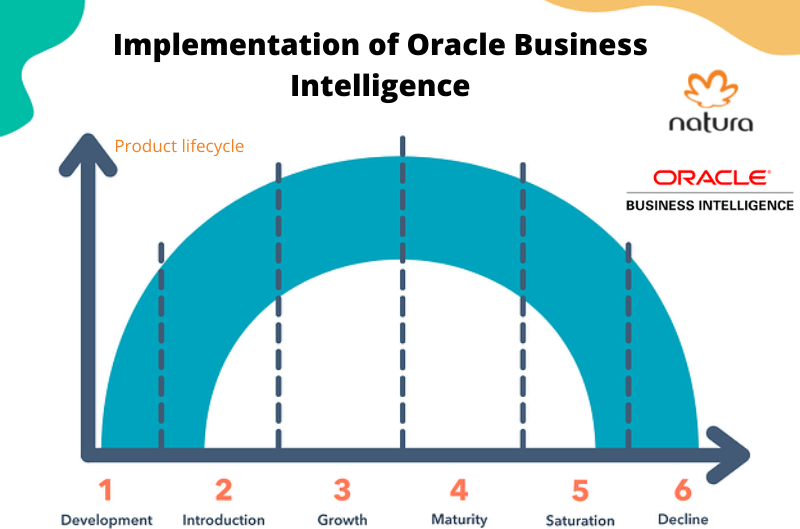 Implementation of Oracle Business
Intelligence
natura
Product lifecycle
ORACLE®
BUSINESS INTELLIGENCE
1 2 3 4 5 6
Development Introduction Growth Maturity Saturation Decline